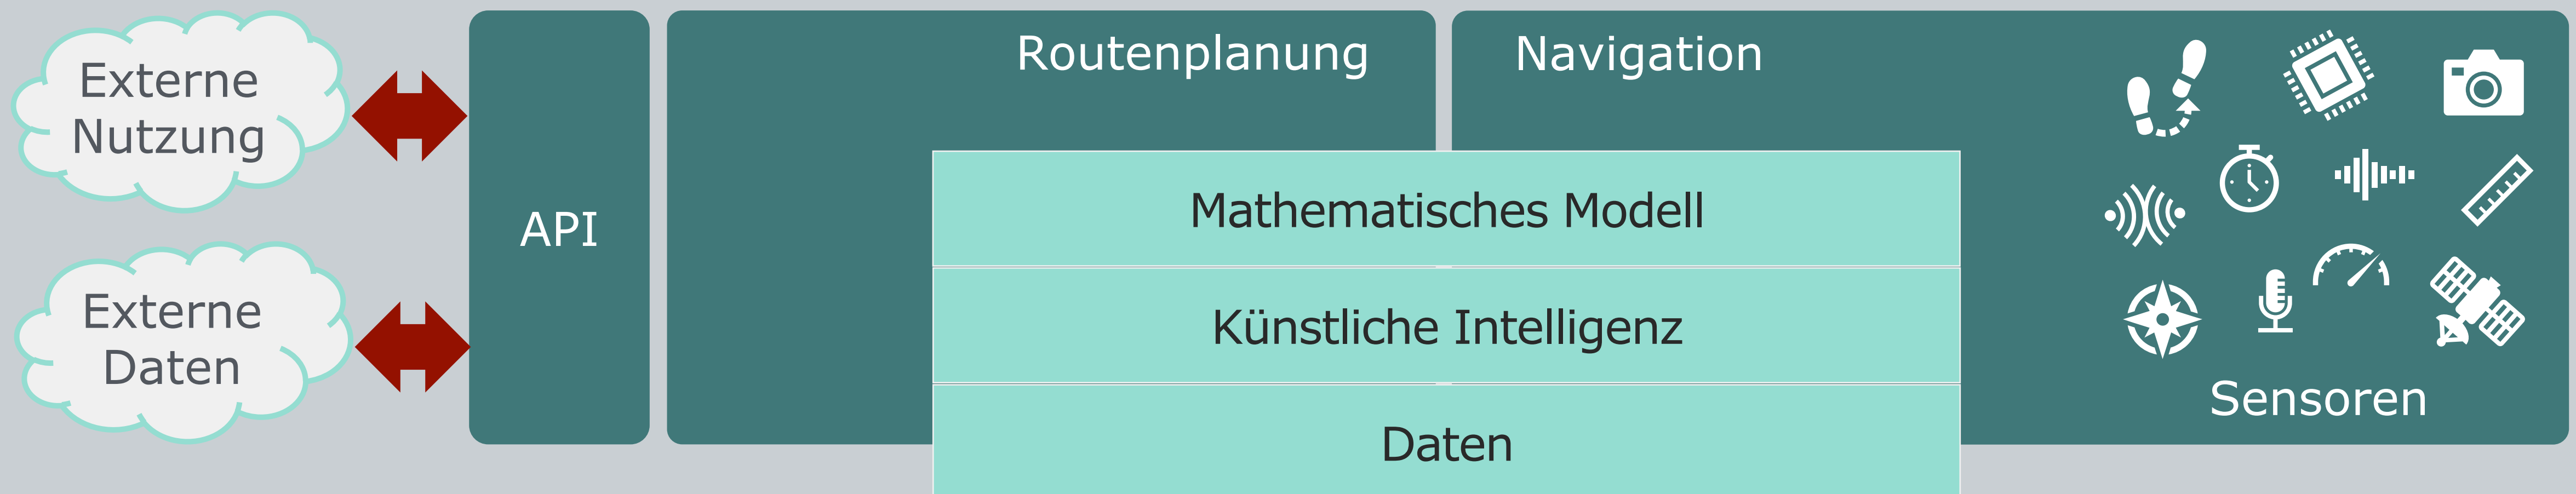 Externe
Nutzung
Externe
Daten
API
Routenplanung
Navigation
Mathematisches Modell
Künstliche Intelligenz
Daten
Sensoren